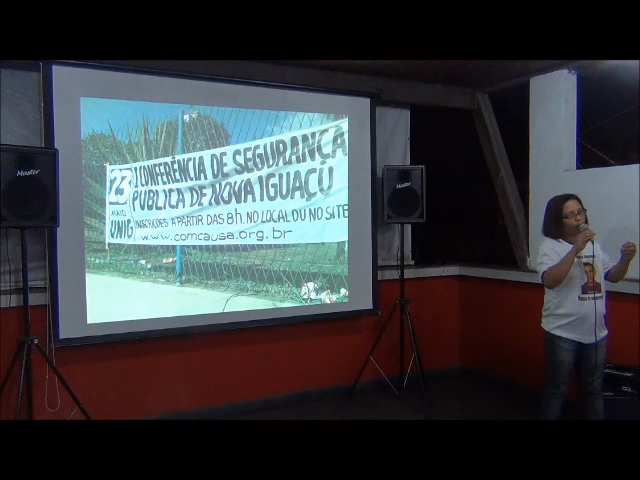 23
MAIO
UNIG
I CONFERÊNCIA DE SEGURANÇA
PÚBLICA DE NOVA IGUAÇU
INSCRIÇÕES A PARTIR DAS 8H. NO LOCAL OU NO SITE
www.comcausa.org.br
Master
Master